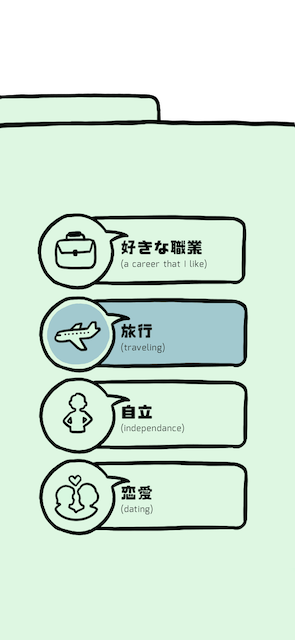 好きな職業
(a career that I like)
旅行
(traveling)
自立
(independance)
恋愛
(dating)